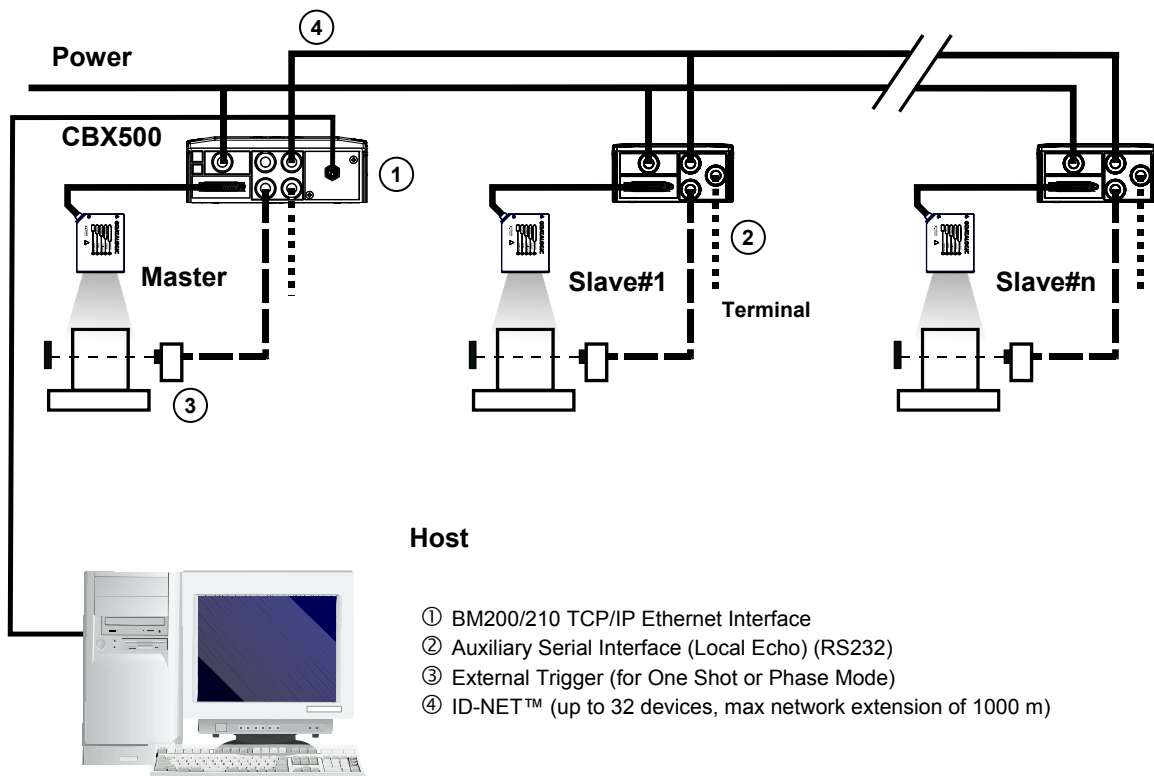 ④
Power
CBX500
①
②
Master
Slave#1
Slave#n
Terminal
③
Host
① BM200/210 TCP/IP Ethernet Interface
② Auxiliary Serial Interface (Local Echo) (RS232)
③ External Trigger (for One Shot or Phase Mode)
④ ID-NET™ (up to 32 devices, max network extension of 1000 m)